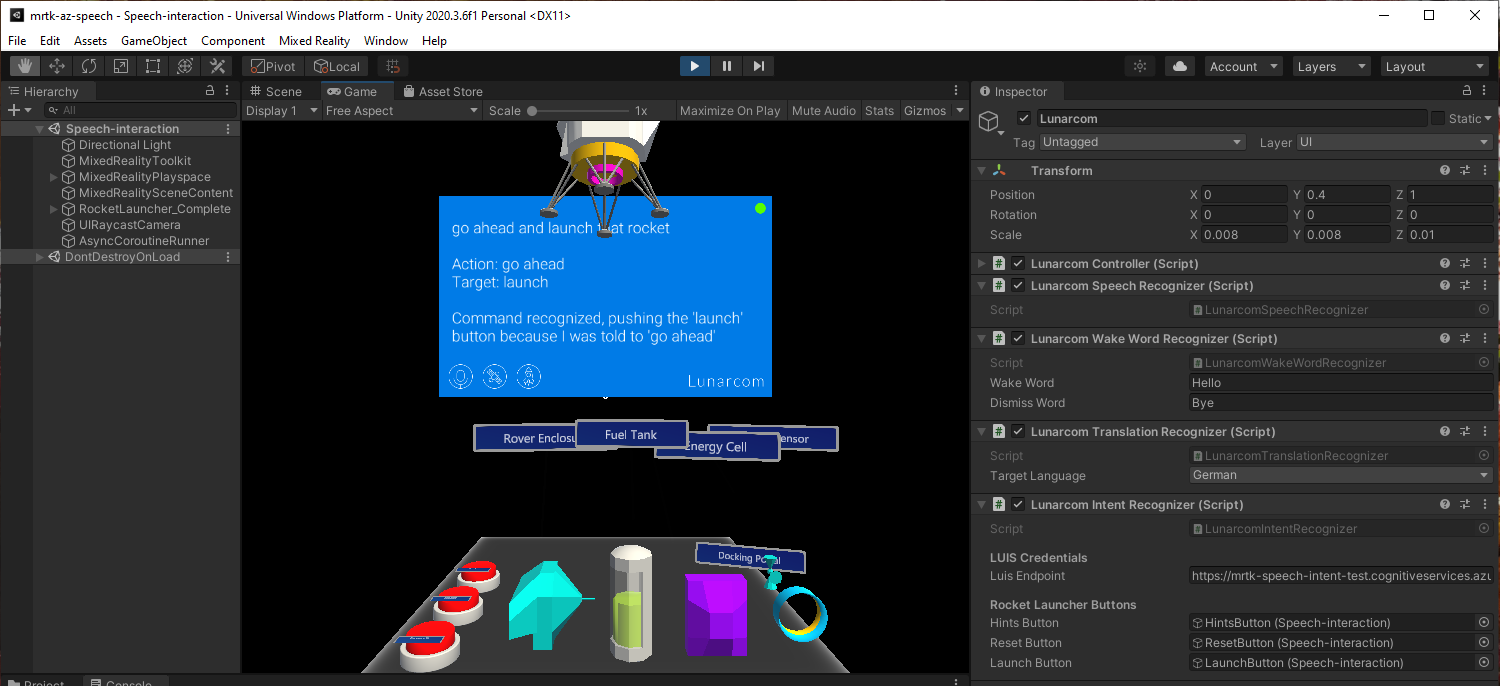 mrtk-az-speech - Speech-interaction - Universal Windows Platform - Unity 2020.3.6f1 Personal <DX11>
File Edit Assets GameObject Component Mixed Reality Window Help
Pivot Local Account Layers Layout
Hierarchy
All
Speech-interaction
Directional Light
MixedRealityToolkit
MixedRealityPlayspace
MixedRealitySceneContent
RocketLauncher_Complete
UIRaycastCamera
AsyncCoroutineRunner
DontDestroyOnLoad
Scene Game Asset Store
Display 1 Free Aspect Scale 1x Maximize On Play Mute Audio Stats Gizmos
go ahead and launch that rocket
Action: go ahead
Target: launch
Command recognized, pushing the 'launch'
button because I was told to 'go ahead'
Lunarcom
Rover Enclosu Fuel Tank Energy Cell ensor
Docking Portal
Inspector
Lunarcom Static
Tag Untagged Layer UI
Transform
Position X 0 Y 0.4 Z 1
Rotation X 0 Y 0 Z 0
Scale X 0.008 Y 0.008 Z 0.01
Lunarcom Controller (Script)
Lunarcom Speech Recognizer (Script)
Script LunarcomSpeechRecognizer
Lunarcom Wake Word Recognizer (Script)
Script LunarcomWakeWordRecognizer
Wake Word Hello
Dismiss Word Bye
Lunarcom Translation Recognizer (Script)
Script LunarcomTranslationRecognizer
Target Language German
Lunarcom Intent Recognizer (Script)
Script LunarcomIntentRecognizer
LUIS Credentials
Luis Endpoint https://mrtk-speech-intent-test.cognitiveservices.azu
Rocket Launcher Buttons
Hints Button HintsButton (Speech-interaction)
Reset Button ResetButton (Speech-interaction)
Launch Button LaunchButton (Speech-interaction)
Project Console